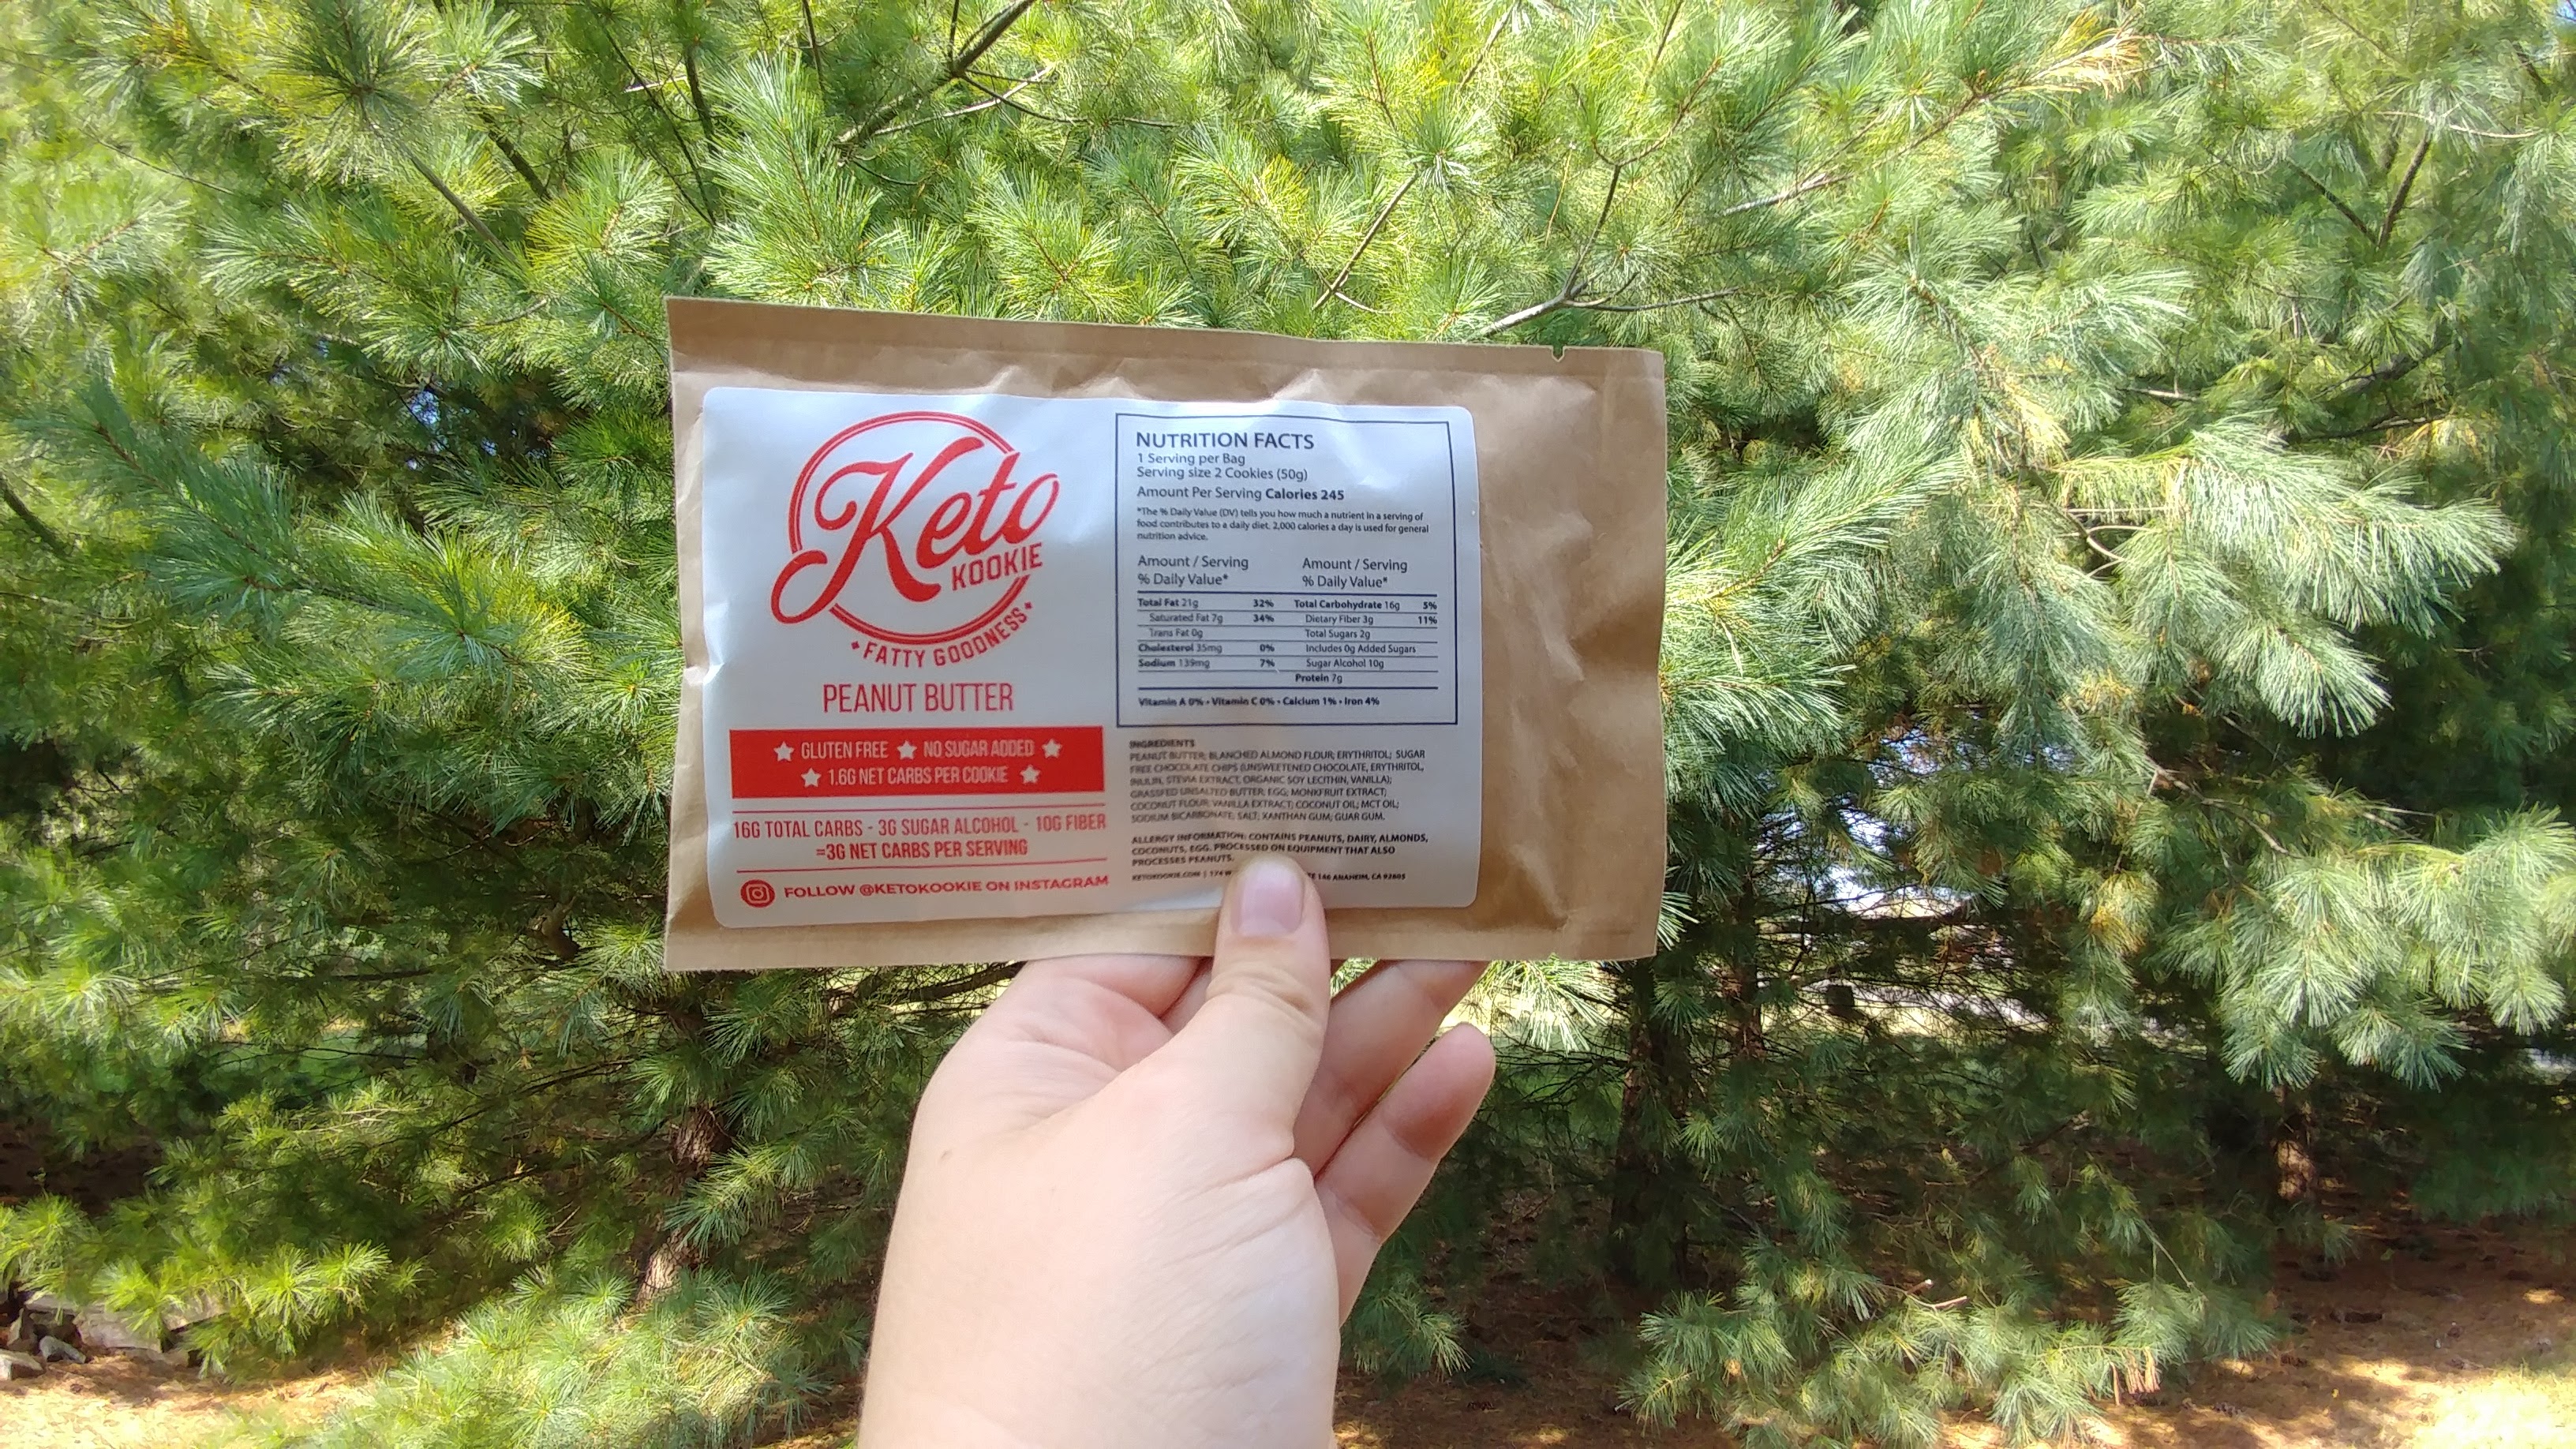 Keto
KOOKIE
FATTY GOODNESS
PEANUT BUTTER
GLUTEN FREE NO SUGAR ADDED
1.6G NET CARBS PER COOKIE
16G TOTAL CARBS - 3G SUGAR ALCOHOL - 10G FIBER
=3G NET CARBS PER SERVING
FOLLOW @KETOKOOKIE ON INSTAGRAM
NUTRITION FACTS
1 Serving per Bag
Serving size 2 Cookies (50g)
Amount Per Serving Calories 245
*The % Daily Value (DV) tells you how much a nutrient in a serving of
food contributes to a daily diet. 2,000 calories a day is used for general
nutrition advice.
Amount / Serving Amount / Serving
% Daily Value* % Daily Value*
Total Fat 21g 32% Total Carbohydrate 16g 5%
Saturated Fat 7g 34% Dietary Fiber 3g 11%
Trans Fat 0g Total Sugars 2g
Cholesterol 35mg 0% Includes 0g Added Sugars
Sodium 139mg 7% Sugar Alcohol 10g
Protein 7g
Vitamin A 0% • Vitamin C 0% • Calcium 1% • Iron 4%
INGREDIENTS
PEANUT BUTTER; BLANCHED ALMOND FLOUR; ERYTHRITOL; SUGAR
FREE CHOCOLATE CHIPS (UNSWEETENED CHOCOLATE, ERYTHRITOL,
INULIN, STEVIA EXTRACT, ORGANIC SOY LECITHIN, VANILLA);
GRASSFED UNSALTED BUTTER; EGG; MONKFRUIT EXTRACT;
COCONUT FLOUR; VANILLA EXTRACT; COCONUT OIL; MCT OIL;
SODIUM BICARBONATE; SALT; XANTHAN GUM; GUAR GUM.
ALLERGY INFORMATION: CONTAINS PEANUTS, DAIRY, ALMONDS,
COCONUTS, EGG. PROCESSED ON EQUIPMENT THAT ALSO
PROCESSES PEANUTS.
KETOKOOKIE.COM | 146 ANAHEIM, CA 92805